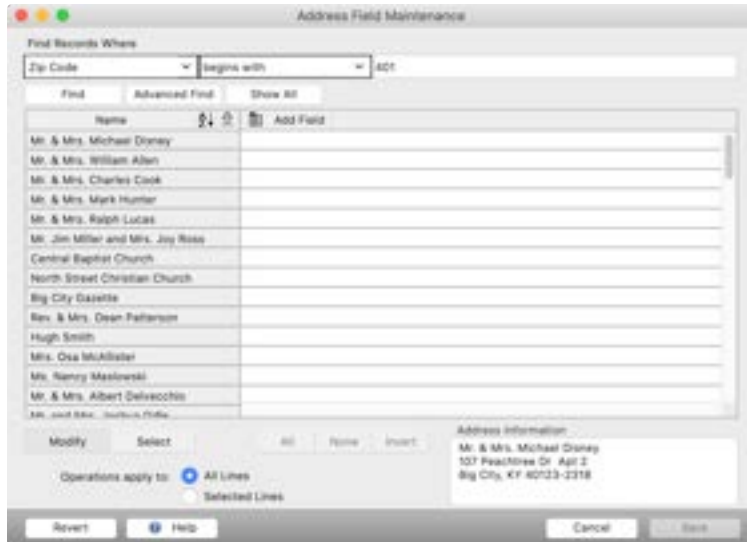 Address Field Maintenance
Find Records Where
Zip Code begins with 401
Find Advanced Find Show All
Name Add Field
Mr. & Mrs. Michael Disney
Mr. & Mrs. William Allen
Mr. & Mrs. Charles Cook
Mr. & Mrs. Mark Hunter
Mr. & Mrs. Ralph Lucas
Mr. Jim Miller and Mrs. Joy Ross
Central Baptist Church
North Street Christian Church
Big City Gazette
Rev. & Mrs. Dean Patterson
Hugh Smith
Mrs. Osa McAllister
Ms. Nancy Maslowski
Mr. & Mrs. Albert Delvecchio
Mr. and Mrs. Joshua
Modify Select All None Invert
Address Information
Mr. & Mrs. Michael Disney
107 Peachtree Dr Apt 2
Big City, KY 40123-2318
Operations apply to: All Lines
Selected Lines
Revert Help Cancel Save